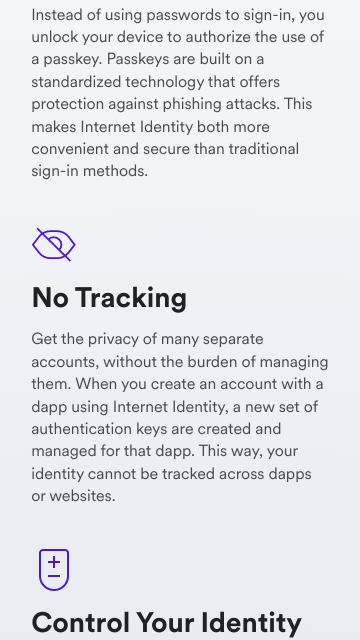 Instead of using passwords to sign-in, you
unlock your device to authorize the use of
a passkey. Passkeys are built on a
standardized technology that offers
protection against phishing attacks. This
makes Internet Identity both more
convenient and secure than traditional
sign-in methods.
No Tracking
Get the privacy of many separate
accounts, without the burden of managing
them. When you create an account with a
dapp using Internet Identity, a new set of
authentication keys are created and
managed for that dapp. This way, your
identity cannot be tracked across dapps
or websites.
Control Your Identity